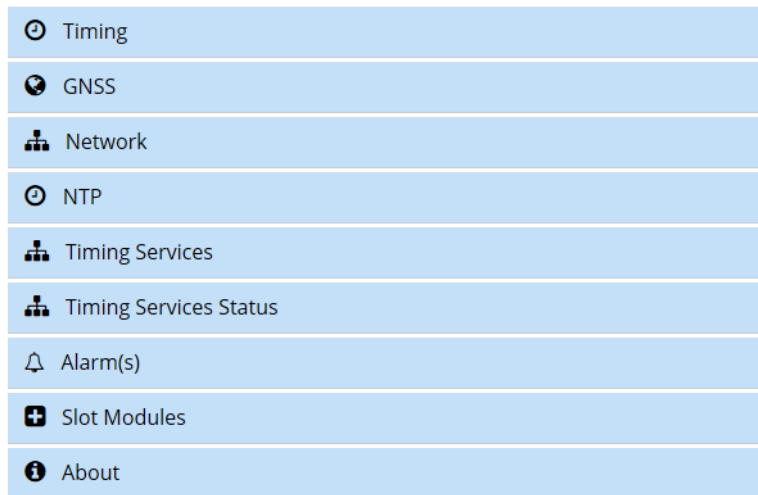 Timing
GNSS
Network
NTP
Timing Services
Timing Services Status
Alarm(s)
Slot Modules
About